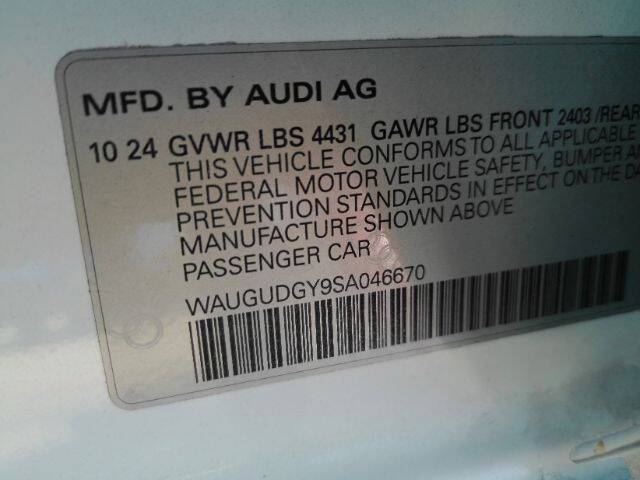 MFD. BY AUDI AG
10 24 GVWR LBS 4431 GAWR LBS FRONT 2403 /REAR
THIS VEHICLE CONFORMS TO ALL APPLICABLE
FEDERAL MOTOR VEHICLE SAFETY, BUMPER
PREVENTION STANDARDS IN EFFECT ON THE
MANUFACTURE SHOWN ABOVE
PASSENGER CAR
WAUGUDGY9SA046670